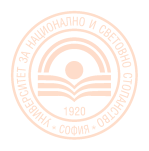 УНИВЕРСИТЕТ ЗА НАЦИОНАЛНО И СВЕТОВНО СТОПАНСТВО
1920
• СОФИЯ •